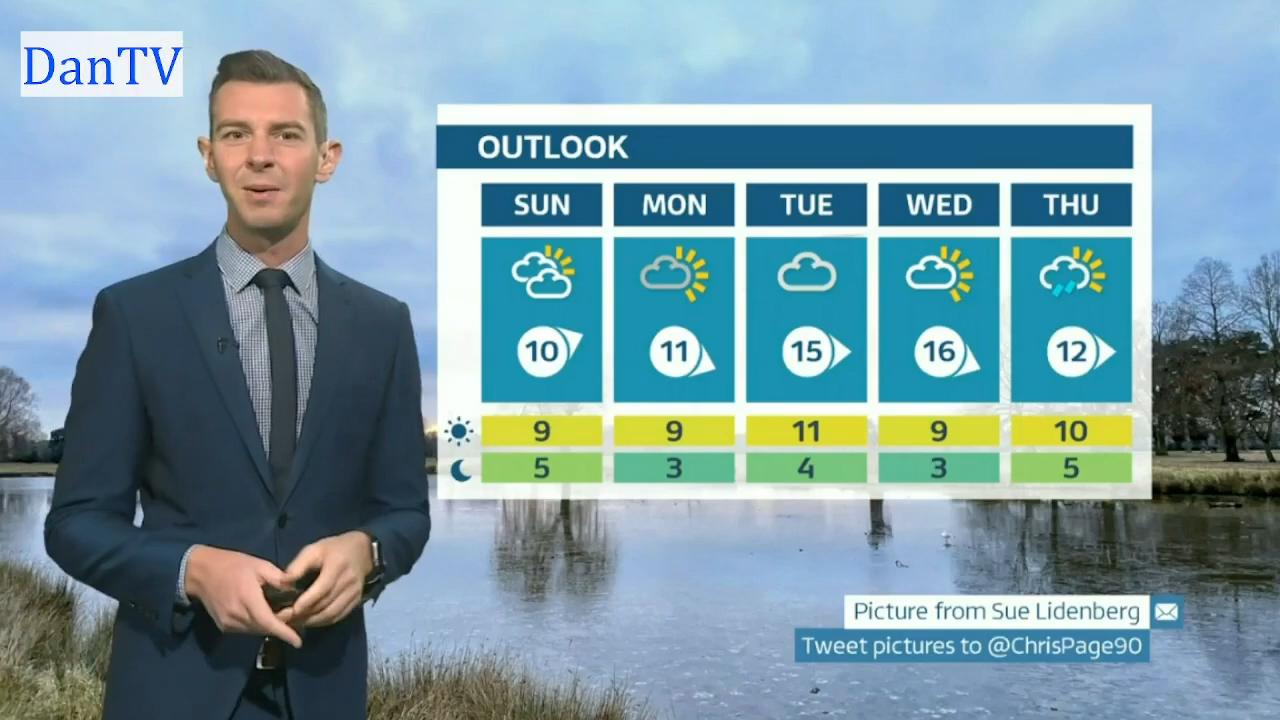 DanTV
OUTLOOK
SUN MON TUE WED THU
10 11 15 16 12
9 9 11 9 10
5 3 4 3 5
Picture from Sue Lidenberg
Tweet pictures to @ChrisPage90